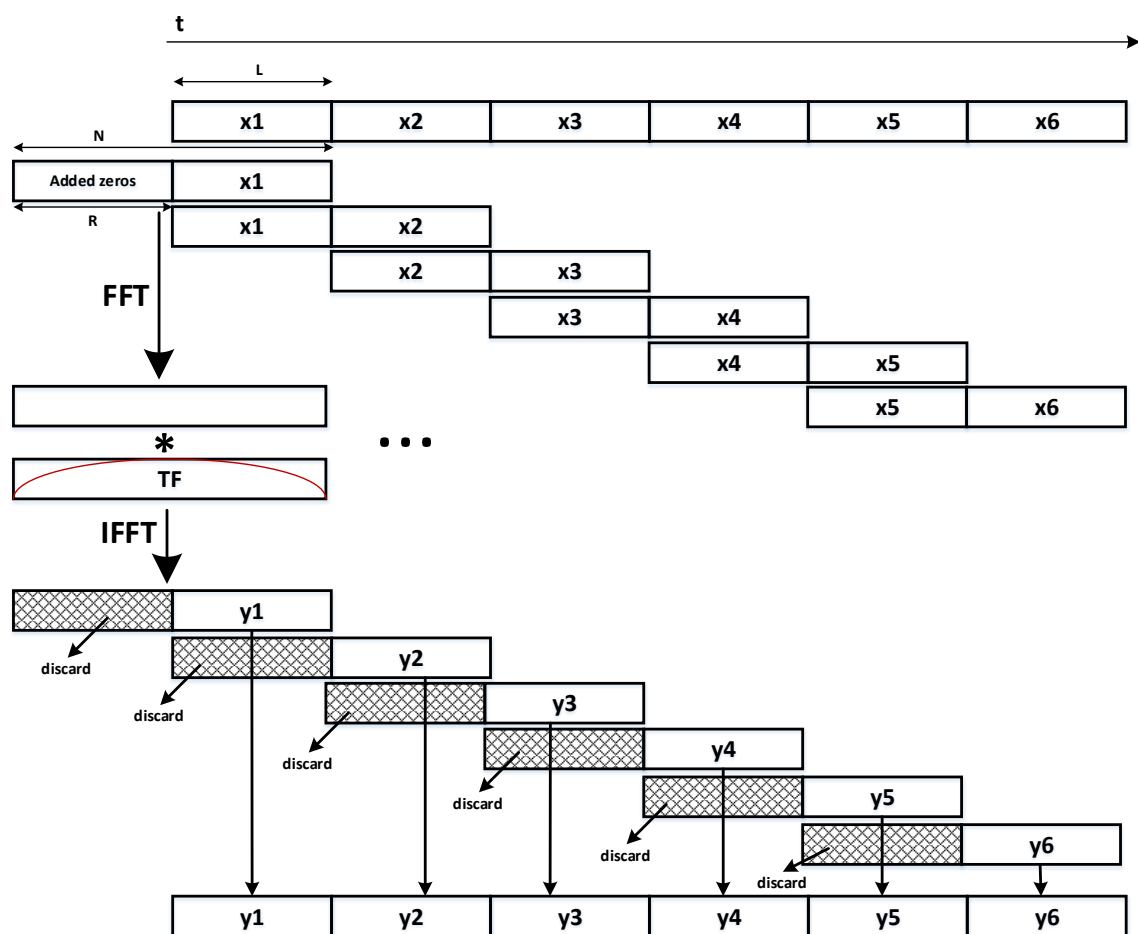 t
L
x1 x2 x3 x4 x5 x6
N
Added zeros x1
R
x1 x2
x2 x3
FFT
x3 x4
x4 x5
x5 x6
*
...
TF
IFFT
y1
discard
y2
discard
y3
discard
y4
discard
y5
discard
y6
discard
y1 y2 y3 y4 y5 y6